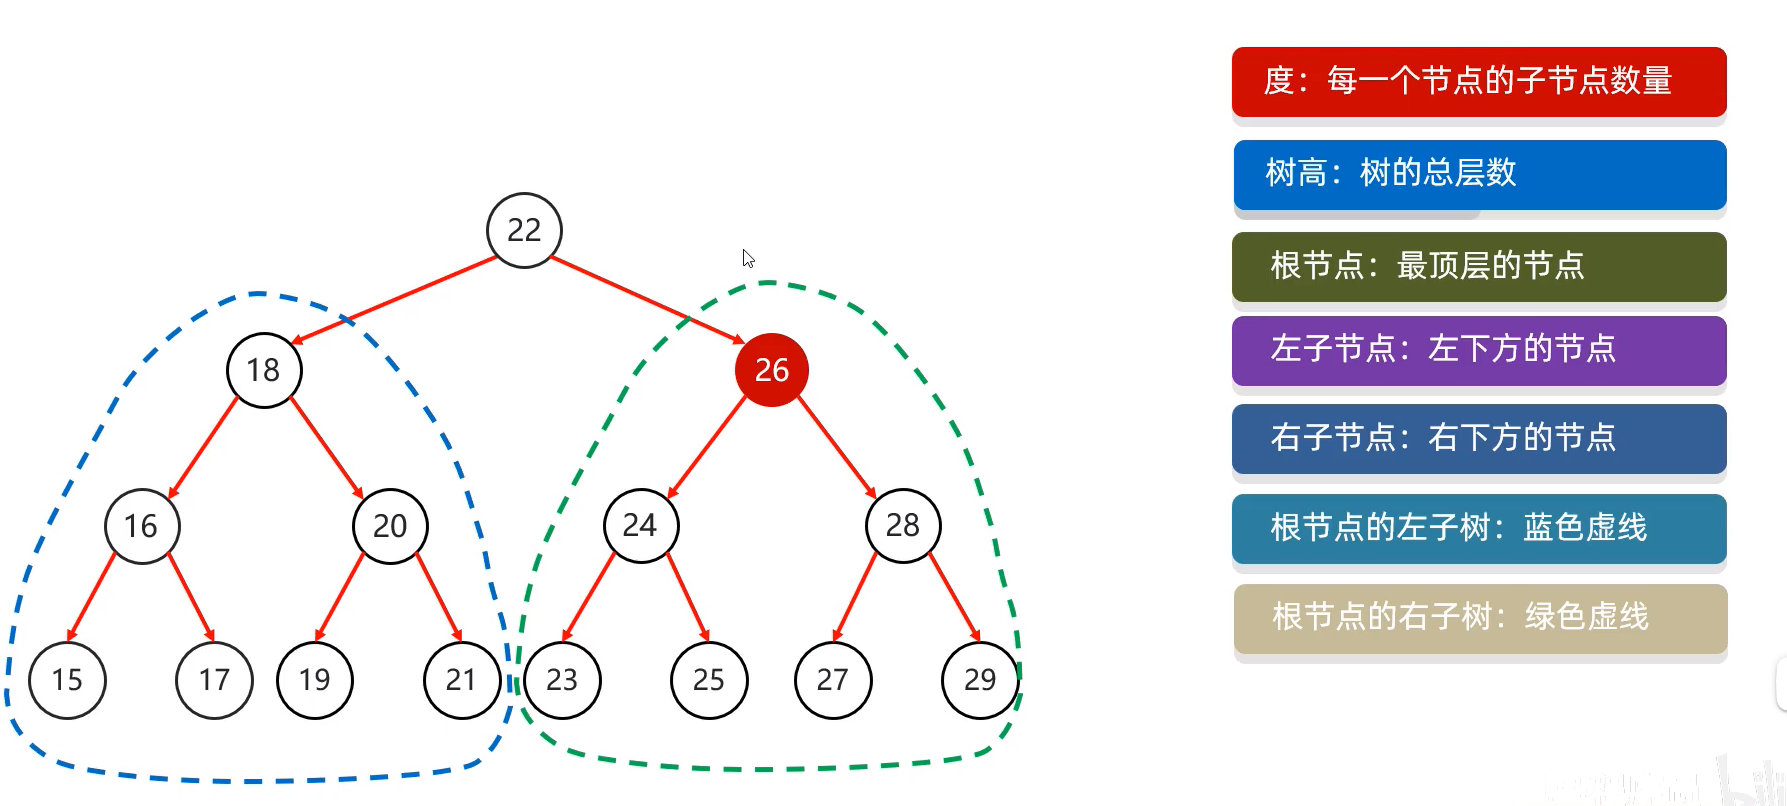 度：每一个节点的子节点数量
树高：树的总层数
根节点：最顶层的节点
左子节点：左下方的节点
右子节点：右下方的节点
根节点的左子树：蓝色虚线
根节点的右子树：绿色虚线
22
18
26
16
20
24
28
15
17
19
21
23
25
27
29